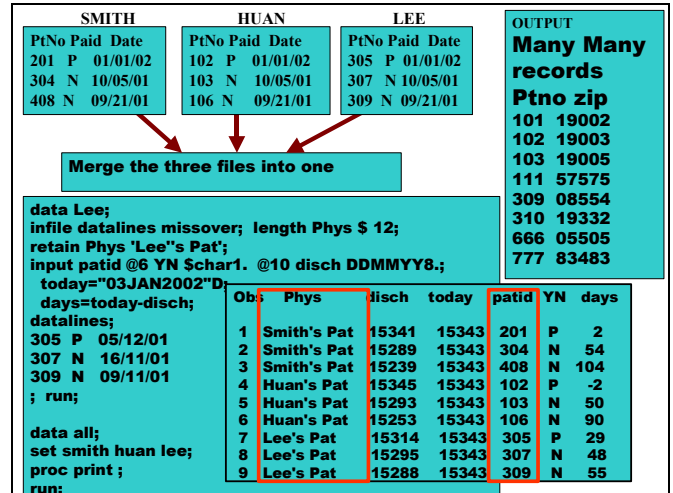 SMITH
PtNo Paid Date
201 P 01/01/02
304 N 10/05/01
408 N 09/21/01
HUAN
PtNo Paid Date
102 P 01/01/02
103 N 10/05/01
106 N 09/21/01
LEE
PtNo Paid Date
305 P 01/01/02
307 N 10/05/01
309 N 09/21/01
OUTPUT
Many Many
records
Ptno zip
101 19002
102 19003
103 19005
111 57575
309 08554
310 19332
666 05505
777 83483
Merge the three files into one
data Lee;
infile datalines missover; length Phys $ 12;
retain Phys 'Lee''s Pat';
input patid @6 YN $char1. @10 disch DDMMYY8.;
today="03JAN2002"D;
days=today-disch;
datalines;
305 P 05/12/01
307 N 16/11/01
309 N 09/11/01
; run;
data all;
set smith huan lee;
proc print ;
run;
Obs Phys disch today patid YN days
1 Smith's Pat 15341 15343 201 P 2
2 Smith's Pat 15289 15343 304 N 54
3 Smith's Pat 15239 15343 408 N 104
4 Huan's Pat 15345 15343 102 P -2
5 Huan's Pat 15293 15343 103 N 50
6 Huan's Pat 15253 15343 106 N 90
7 Lee's Pat 15314 15343 305 P 29
8 Lee's Pat 15295 15343 307 N 48
9 Lee's Pat 15288 15343 309 N 55